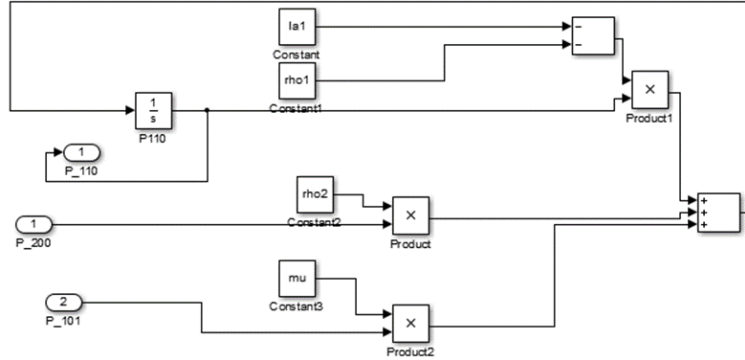 la1
Constant
rho1
Constant1
−
−
×
Product1
1
s
P110
1
P_110
rho2
Constant2
×
Product
1
P_200
+
+
+
mu
Constant3
×
Product2
2
P_101